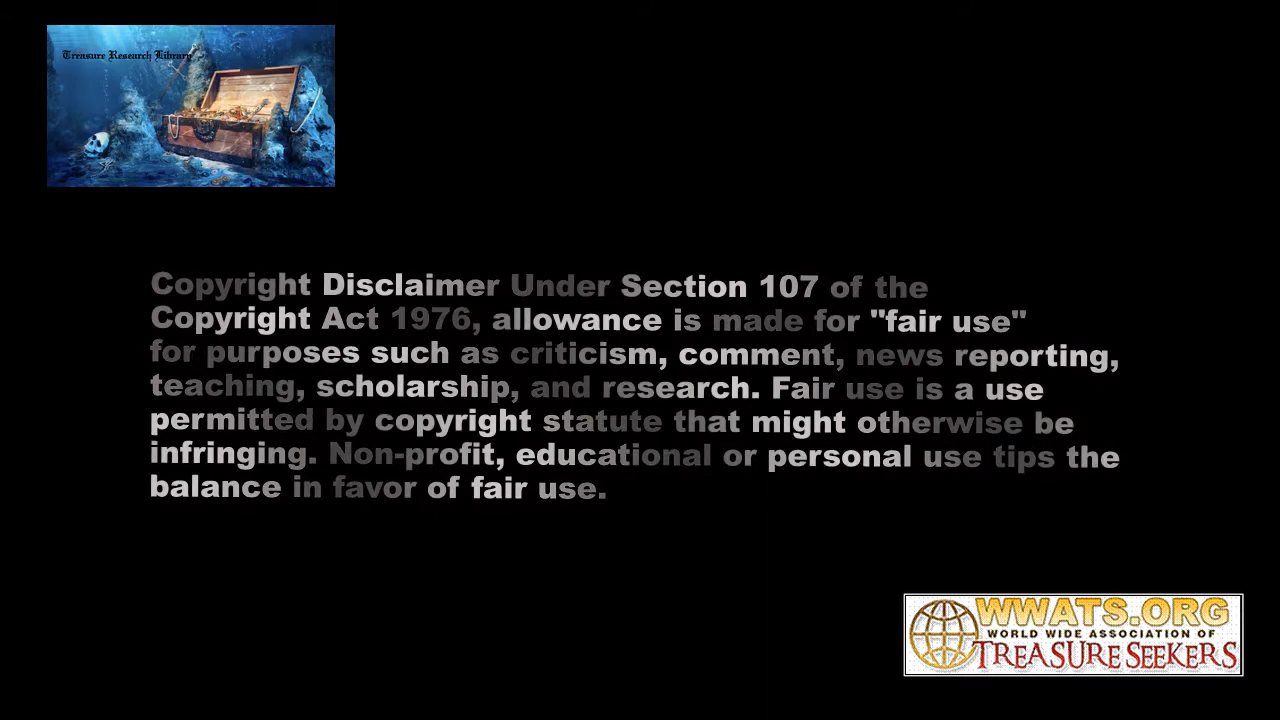 Treasure Research Library
Copyright Disclaimer Under Section 107 of the
Copyright Act 1976, allowance is made for "fair use"
for purposes such as criticism, comment, news reporting,
teaching, scholarship, and research. Fair use is a use
permitted by copyright statute that might otherwise be
infringing. Non-profit, educational or personal use tips the
balance in favor of fair use.
WWATS.ORG
WORLD WIDE ASSOCIATION OF
TREASURE SEEKERS